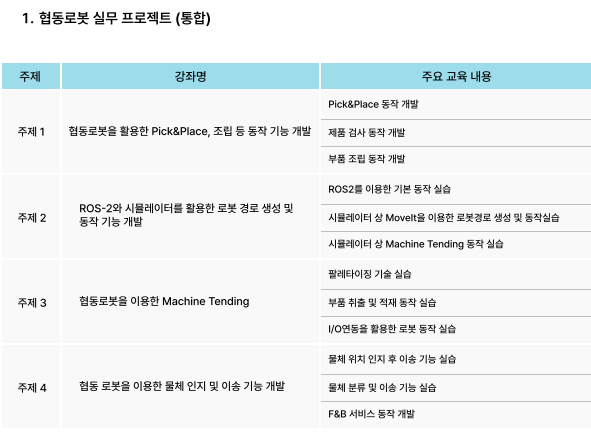 1. 협동로봇 실무 프로젝트 (통합)
주제 강좌명 주요 교육 내용
주제 1 협동로봇을 활용한 Pick&Place, 조립 등 동작 기능 개발
Pick&Place 동작 개발
제품 검사 동작 개발
부품 조립 동작 개발
주제 2 ROS-2와 시뮬레이터를 활용한 로봇 경로 생성 및
동작 기능 개발
ROS2를 이용한 기본 동작 실습
시뮬레이터 상 MoveIt을 이용한 로봇경로 생성 및 동작실습
시뮬레이터 상 Machine Tending 동작 실습
주제 3 협동로봇을 이용한 Machine Tending
팔레타이징 기술 실습
부품 취출 및 적재 동작 실습
I/O연동을 활용한 로봇 동작 실습
주제 4 협동 로봇을 이용한 물체 인지 및 이송 기능 개발
물체 위치 인지 후 이송 기능 실습
물체 분류 및 이송 기능 실습
F&B 서비스 동작 개발